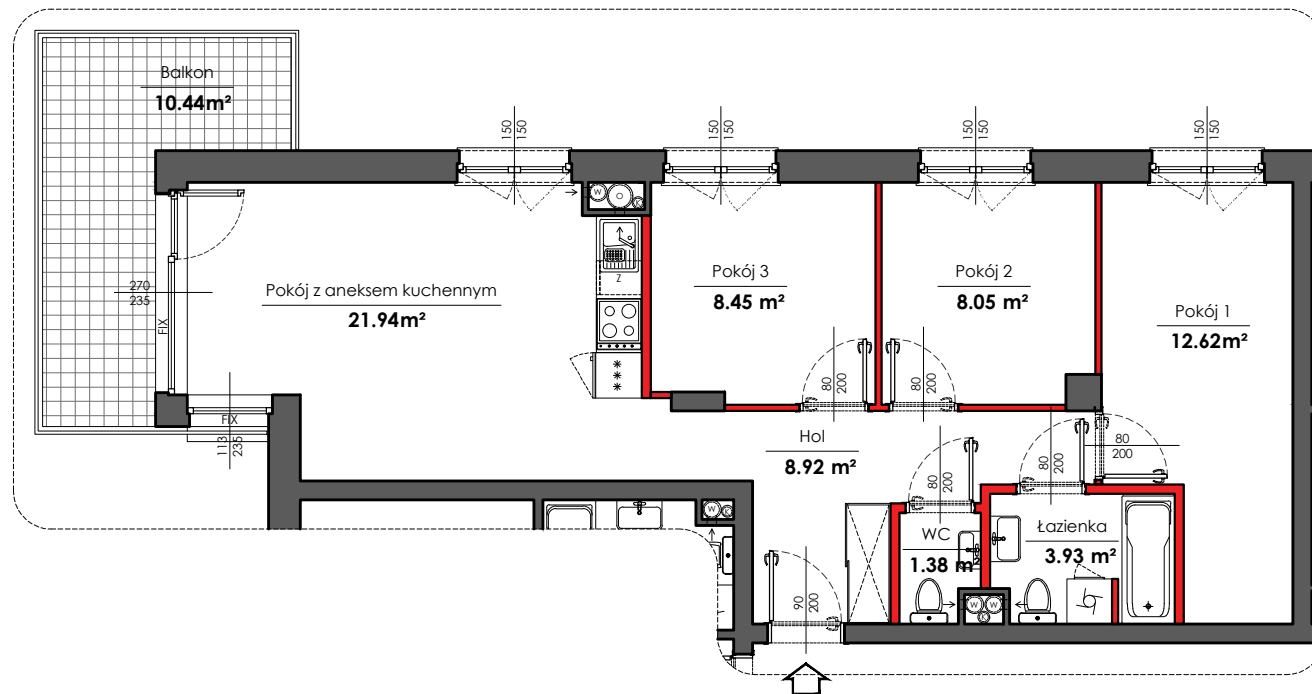 Balkon
10.44m²
150
150
150
150
150
150
150
150
W
K
Z
270
235
FIX
Pokój z aneksem kuchennym
21.94m²
Pokój 3
8.45 m²
Pokój 2
8.05 m²
Pokój 1
12.62m²
80
200
80
200
FIX
113
235
Hol
8.92 m²
80
200
80
200
80
200
W
WC
1.38 m
Łazienka
3.93 m²
90
200
W
W
K